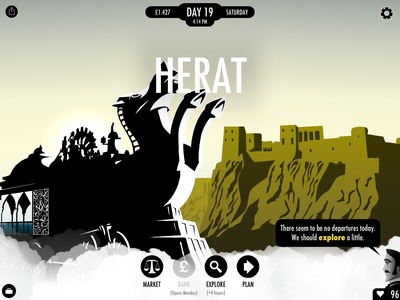 £1,427 DAY 19 SATURDAY
4:14 PM
HERAT
There seem to be no departures today.
We should explore a little.
£
MARKET BANK EXPLORE PLAN
(Opens Monday) (~4 hours)
96